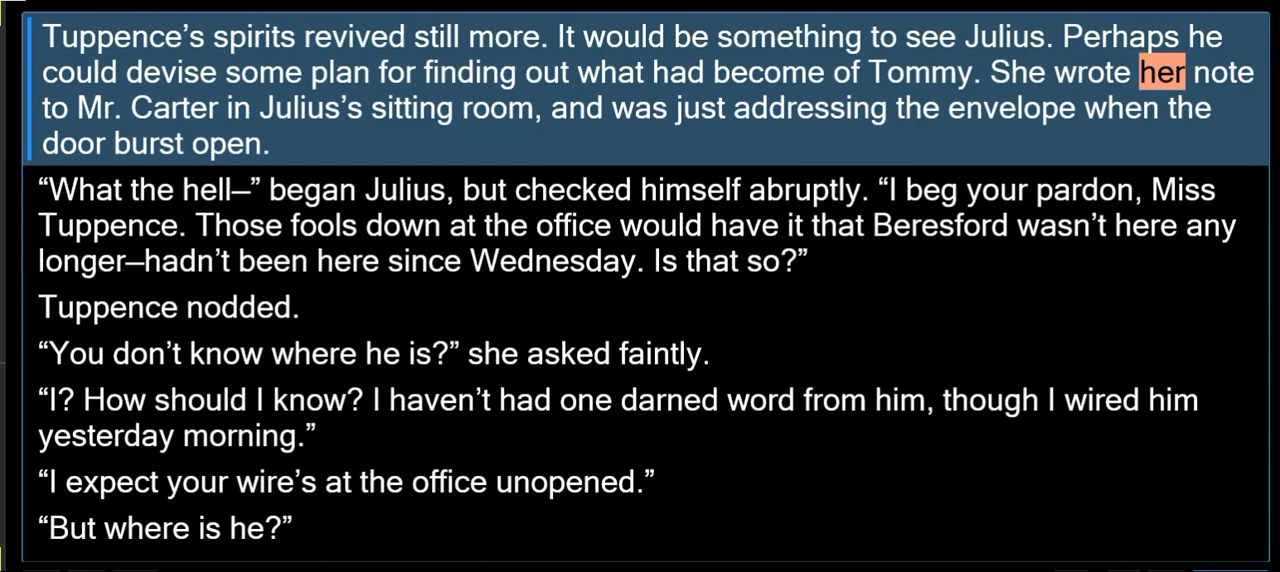 Tuppence’s spirits revived still more. It would be something to see Julius. Perhaps he
could devise some plan for finding out what had become of Tommy. She wrote her note
to Mr. Carter in Julius’s sitting room, and was just addressing the envelope when the
door burst open.
“What the hell—” began Julius, but checked himself abruptly. “I beg your pardon, Miss
Tuppence. Those fools down at the office would have it that Beresford wasn’t here any
longer—hadn’t been here since Wednesday. Is that so?”
Tuppence nodded.
“You don’t know where he is?” she asked faintly.
“I? How should I know? I haven’t had one darned word from him, though I wired him
yesterday morning.”
“I expect your wire’s at the office unopened.”
“But where is he?”